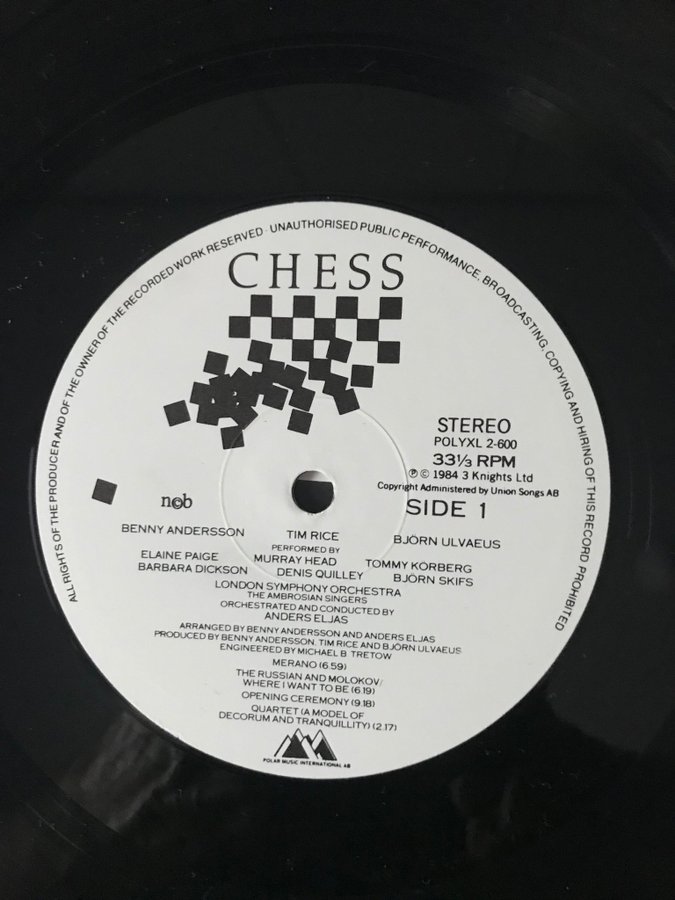 ALL RIGHTS OF THE PRODUCER AND OF THE OWNER OF THE RECORDED WORK RESERVED · UNAUTHORISED PUBLIC PERFORMANCE, BROADCASTING, COPYING AND HIRING OF THIS RECORD PROHIBITED
CHESS
STEREO
POLYXL 2-600
33⅓ RPM
℗ © 1984 3 Knights Ltd
Copyright Administered by Union Songs AB
SIDE 1
n©b
BENNY ANDERSSON TIM RICE BJÖRN ULVAEUS
PERFORMED BY
ELAINE PAIGE MURRAY HEAD TOMMY KORBERG
BARBARA DICKSON DENIS QUILLEY BJÖRN SKIFS
LONDON SYMPHONY ORCHESTRA
THE AMBROSIAN SINGERS
ORCHESTRATED AND CONDUCTED BY
ANDERS ELJAS
ARRANGED BY BENNY ANDERSSON AND ANDERS ELJAS
PRODUCED BY BENNY ANDERSSON, TIM RICE AND BJÖRN ULVAEUS
ENGINEERED BY MICHAEL B. TRETOW
MERANO (6.59)
THE RUSSIAN AND MOLOKOV/
WHERE I WANT TO BE (6.19)
OPENING CEREMONY (9.18)
QUARTET (A MODEL OF
DECORUM AND TRANQUILLITY) (2.17)
POLAR MUSIC INTERNATIONAL AB